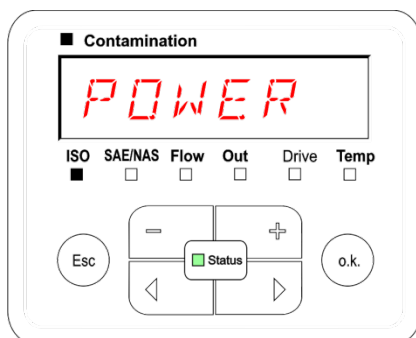 Contamination
POWER
ISO SAE/NAS Flow Out Drive Temp
- +
Esc Status o.k.